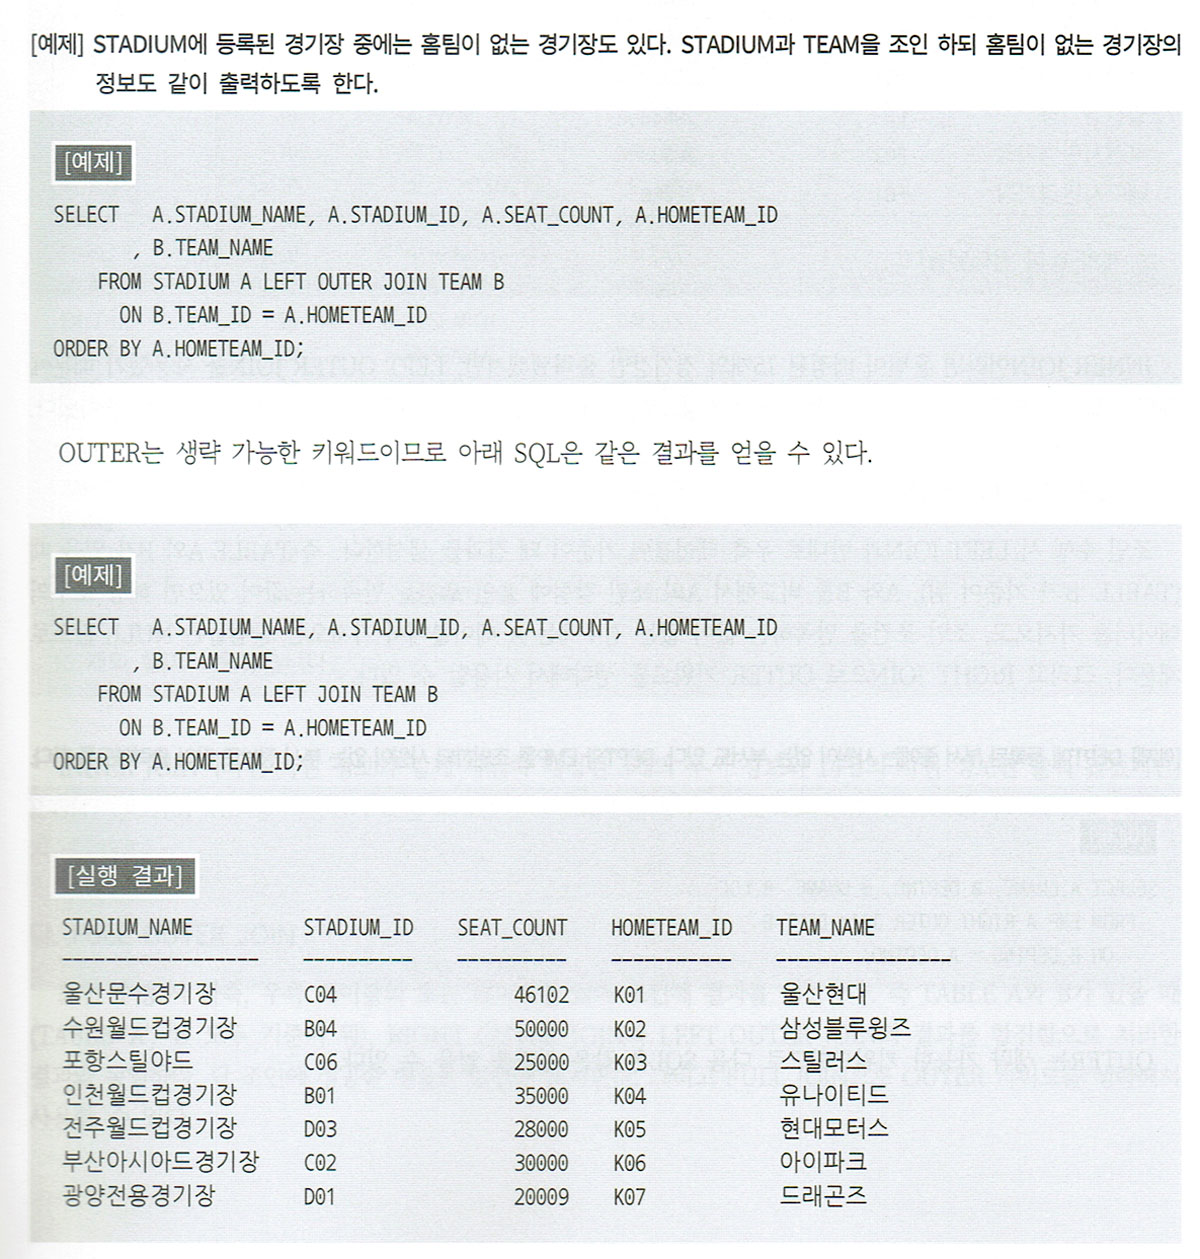 [예제] STADIUM에 등록된 경기장 중에는 홈팀이 없는 경기장도 있다. STADIUM과 TEAM을 조인 하되 홈팀이 없는 경기장의
정보도 같이 출력하도록 한다.
[예제]
SELECT A.STADIUM_NAME, A.STADIUM_ID, A.SEAT_COUNT, A.HOMETEAM_ID
, B.TEAM_NAME
FROM STADIUM A LEFT OUTER JOIN TEAM B
ON B.TEAM_ID = A.HOMETEAM_ID
ORDER BY A.HOMETEAM_ID;
OUTER는 생략 가능한 키워드이므로 아래 SQL은 같은 결과를 얻을 수 있다.
[예제]
SELECT A.STADIUM_NAME, A.STADIUM_ID, A.SEAT_COUNT, A.HOMETEAM_ID
, B.TEAM_NAME
FROM STADIUM A LEFT JOIN TEAM B
ON B.TEAM_ID = A.HOMETEAM_ID
ORDER BY A.HOMETEAM_ID;
[실행 결과]
STADIUM_NAME STADIUM_ID SEAT_COUNT HOMETEAM_ID TEAM_NAME
------------------ ---------- ---------- ----------- ----------------
울산문수경기장 C04 46102 K01 울산현대
수원월드컵경기장 B04 50000 K02 삼성블루윙즈
포항스틸야드 C06 25000 K03 스틸러스
인천월드컵경기장 B01 35000 K04 유나이티드
전주월드컵경기장 D03 28000 K05 현대모터스
부산아시아드경기장 C02 30000 K06 아이파크
광양전용경기장 D01 20009 K07 드래곤즈